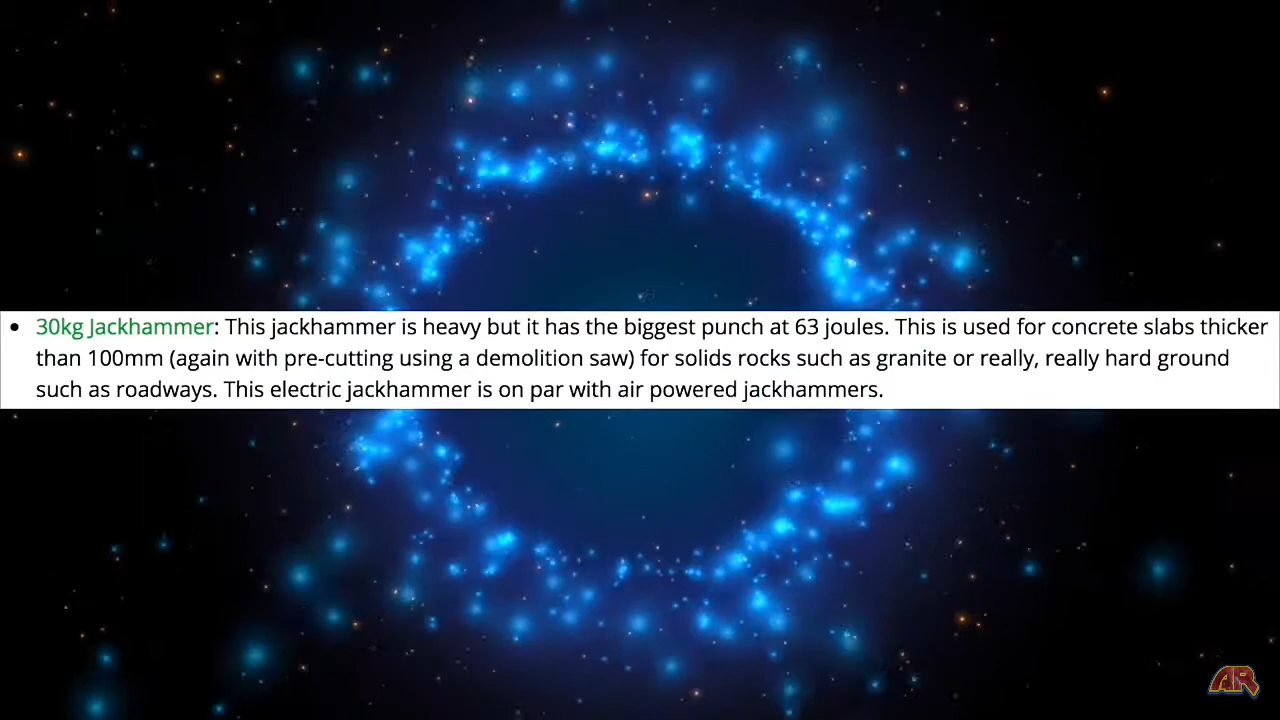 • 30kg Jackhammer: This jackhammer is heavy but it has the biggest punch at 63 joules. This is used for concrete slabs thicker
than 100mm (again with pre-cutting using a demolition saw) for solids rocks such as granite or really, really hard ground
such as roadways. This electric jackhammer is on par with air powered jackhammers.
AR